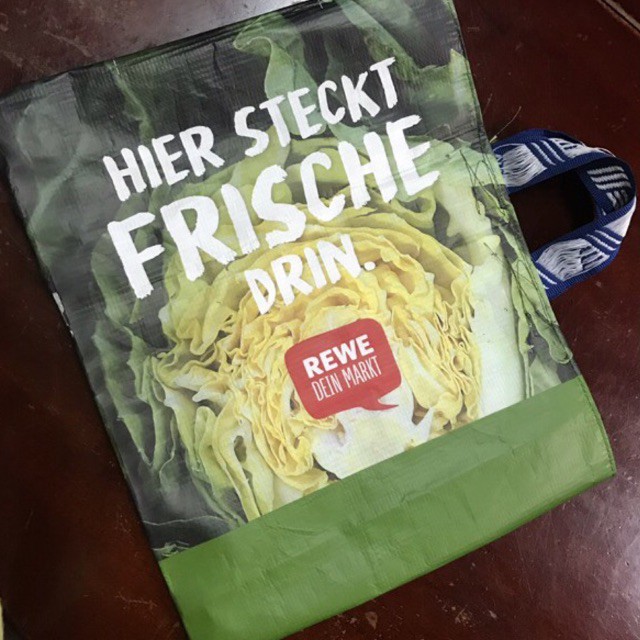 HIER STECKT
FRISCHE
DRIN.
REWE
DEIN MARKT